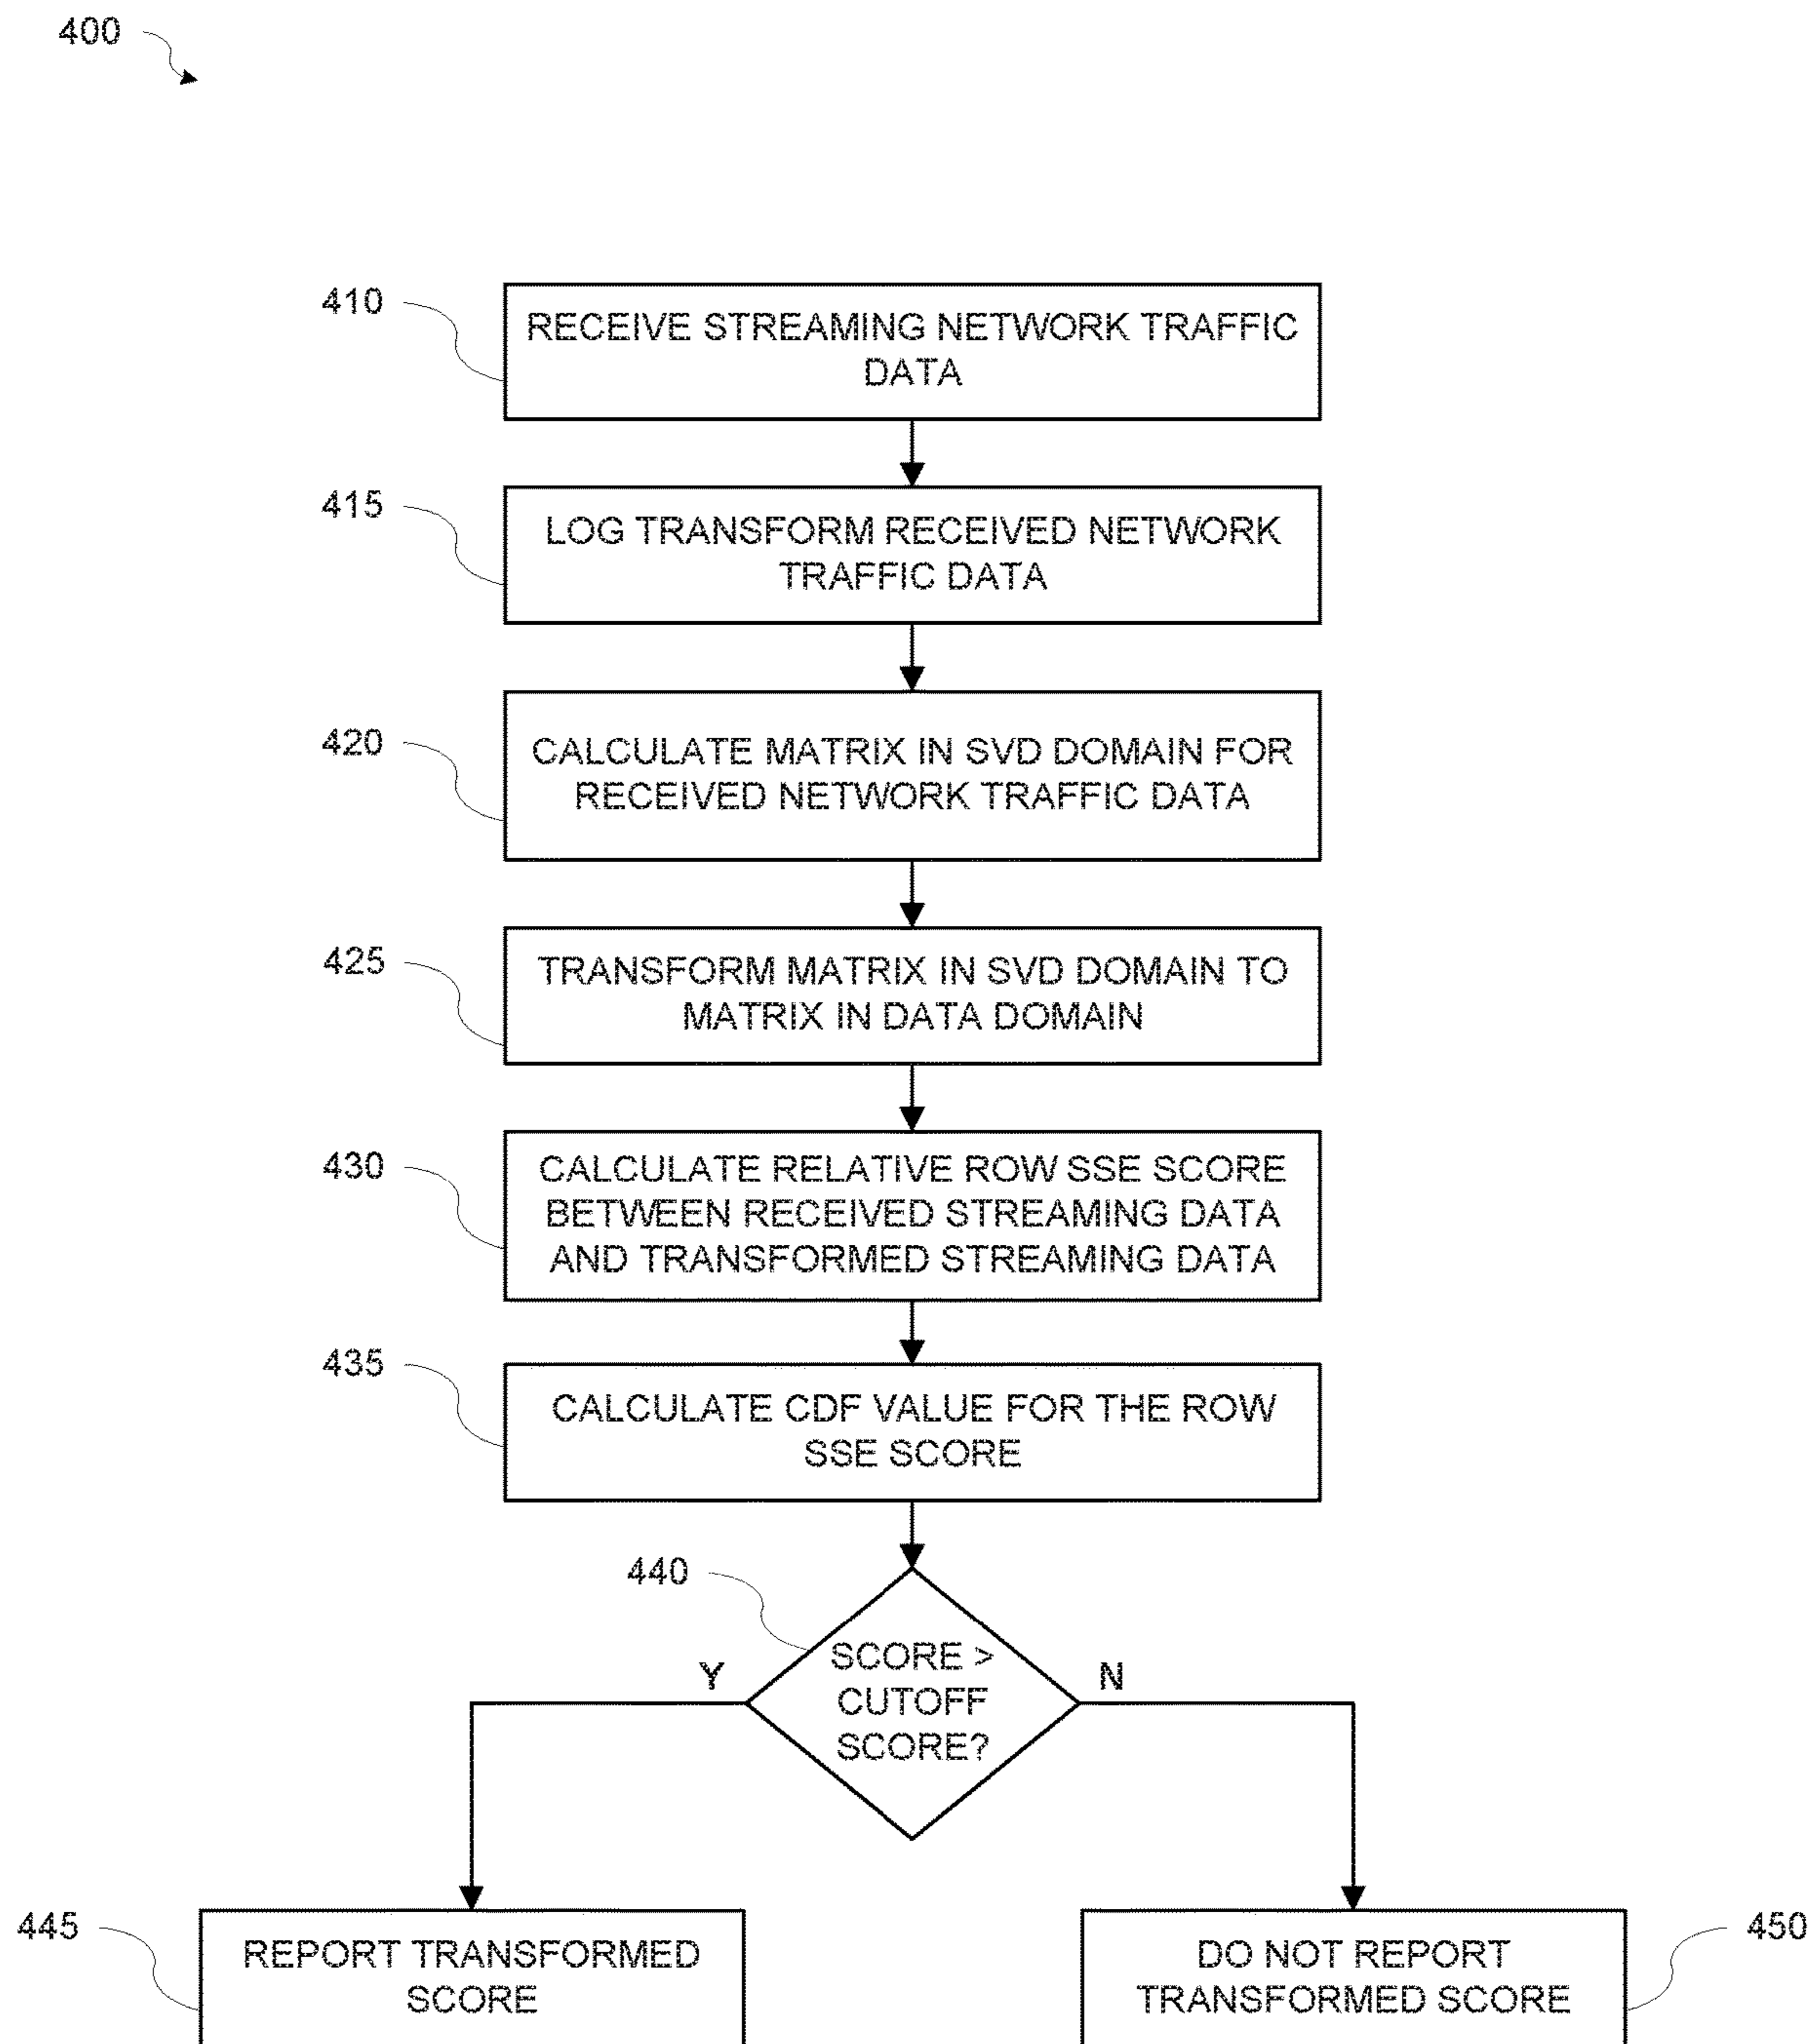 400
410
RECEIVE STREAMING NETWORK TRAFFIC
DATA
415
LOG TRANSFORM RECEIVED NETWORK
TRAFFIC DATA
420
CALCULATE MATRIX IN SVD DOMAIN FOR
RECEIVED NETWORK TRAFFIC DATA
425
TRANSFORM MATRIX IN SVD DOMAIN TO
MATRIX IN DATA DOMAIN
430
CALCULATE RELATIVE ROW SSE SCORE
BETWEEN RECEIVED STREAMING DATA
AND TRANSFORMED STREAMING DATA
435
CALCULATE CDF VALUE FOR THE ROW
SSE SCORE
440
SCORE >
CUTOFF
SCORE?
Y
N
445
REPORT TRANSFORMED
SCORE
DO NOT REPORT
TRANSFORMED SCORE
450